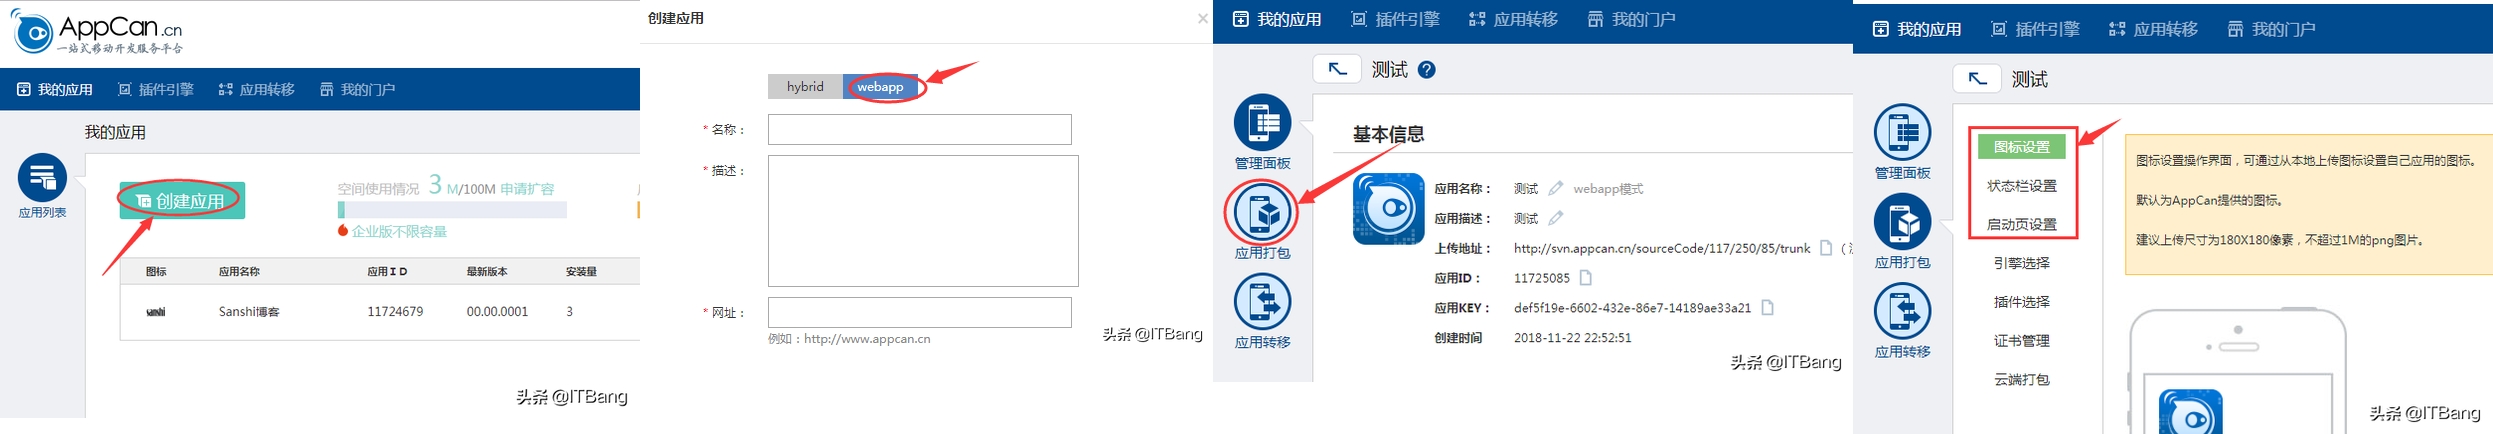 AppCan.cn
一站式移动开发服务平台
我的应用 插件引擎 应用转移 我的门户
我的应用
应用列表
创建应用
空间使用情况 3 M/100M 申请扩容
企业版不限容量
图标 应用名称 应用ID 最新版本 安装量
sanshi Sanshi博客 11724679 00.00.0001 3
头条 @ITBang
创建应用 ×
hybrid webapp
* 名称：
* 描述：
* 网址：
例如：http://www.appcan.cn
头条 @ITBang
我的应用 插件引擎 应用转移 我的门户
测试 ?
管理面板
应用打包
应用转移
基本信息
应用名称： 测试 webapp模式
应用描述： 测试
上传地址： http://svn.appcan.cn/sourceCode/117/250/85/trunk
应用ID： 11725085
应用KEY： def5f19e-6602-432e-86e7-14189ae33a21
创建时间 2018-11-22 22:52:51
头条 @ITBang
我的应用 插件引擎 应用转移 我的门户
测试
管理面板
应用打包
应用转移
图标设置
状态栏设置
启动页设置
引擎选择
插件选择
证书管理
云端打包
图标设置操作界面，可通过从本地上传图标设置自己应用的图标。
默认为AppCan提供的图标。
建议上传尺寸为180X180像素，不超过1M的png图片。
头条 @ITBang